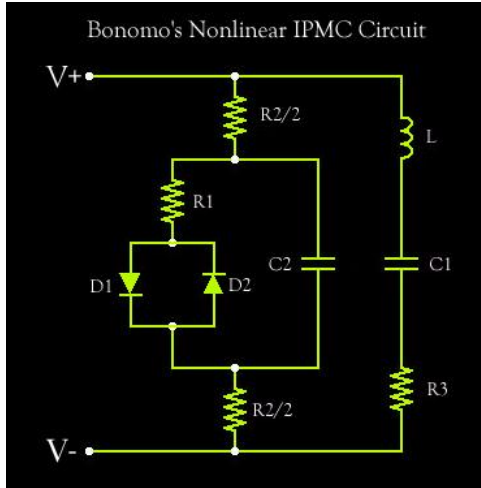 Bonomo's Nonlinear IPMC Circuit
V+
R2/2
L
R1
C2
C1
D1
D2
R3
R2/2
V-